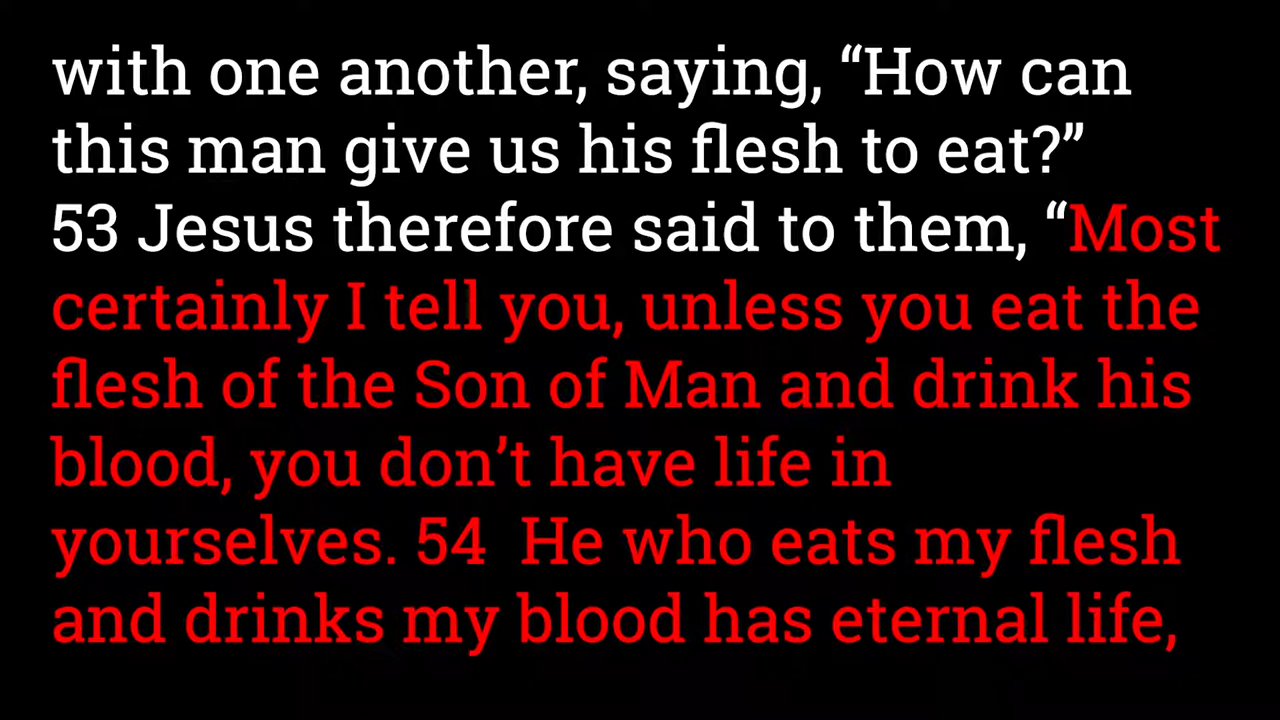 with one another, saying, “How can
this man give us his flesh to eat?”
53 Jesus therefore said to them, “Most
certainly I tell you, unless you eat the
flesh of the Son of Man and drink his
blood, you don’t have life in
yourselves. 54  He who eats my flesh
and drinks my blood has eternal life,